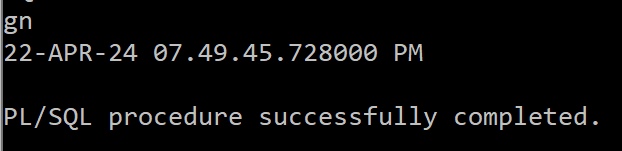 gn
22-APR-24 07.49.45.728000 PM
PL/SQL procedure successfully completed.